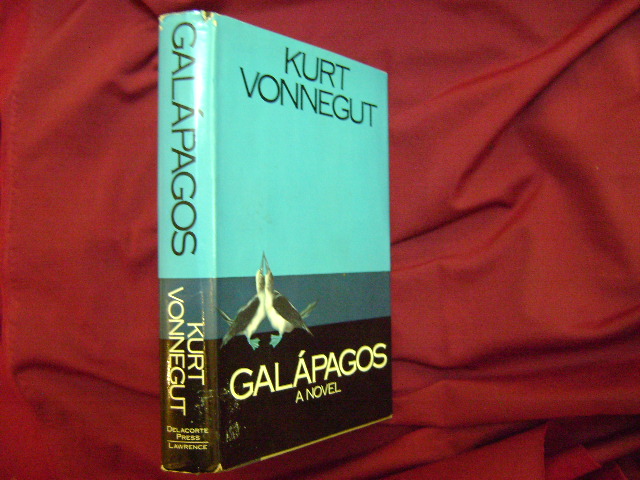 GALÁPAGOS
KURT
VONNEGUT
DELACORTE
PRESS
LAWRENCE
KURT
VONNEGUT
GALÁPAGOS
A NOVEL